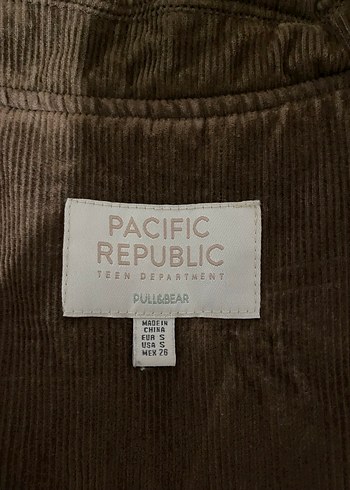 PACIFIC
REPUBLIC
TEEN DEPARTMENT
PULL&BEAR
MADE IN
CHINA
EUR S
USA S
MEX 26